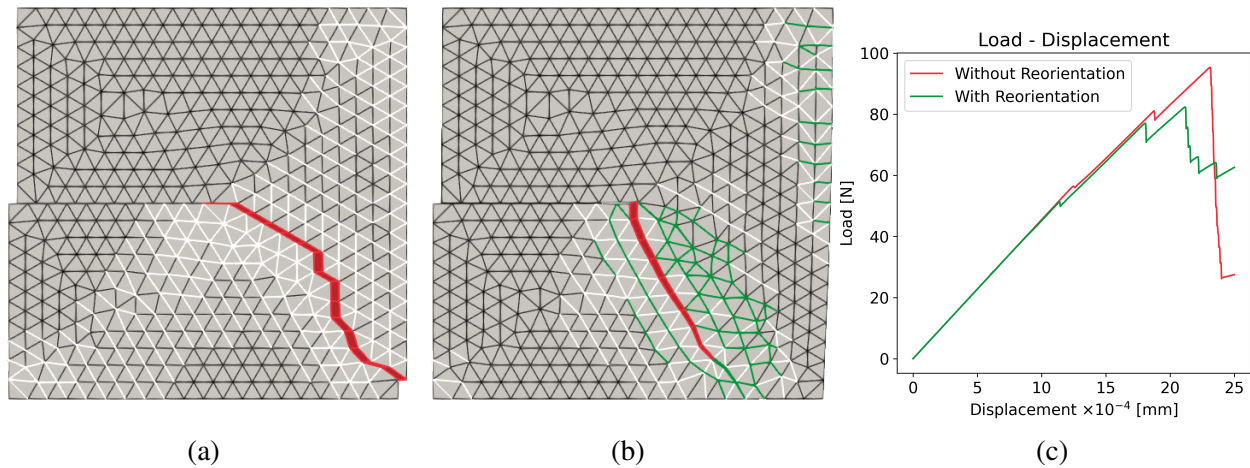 Load - Displacement
Without Reorientation
With Reorientation
100
80
60
40
20
0
Load [N]
0 5 10 15 20 25
Displacement ×10⁻⁴ [mm]
(a) (b) (c)